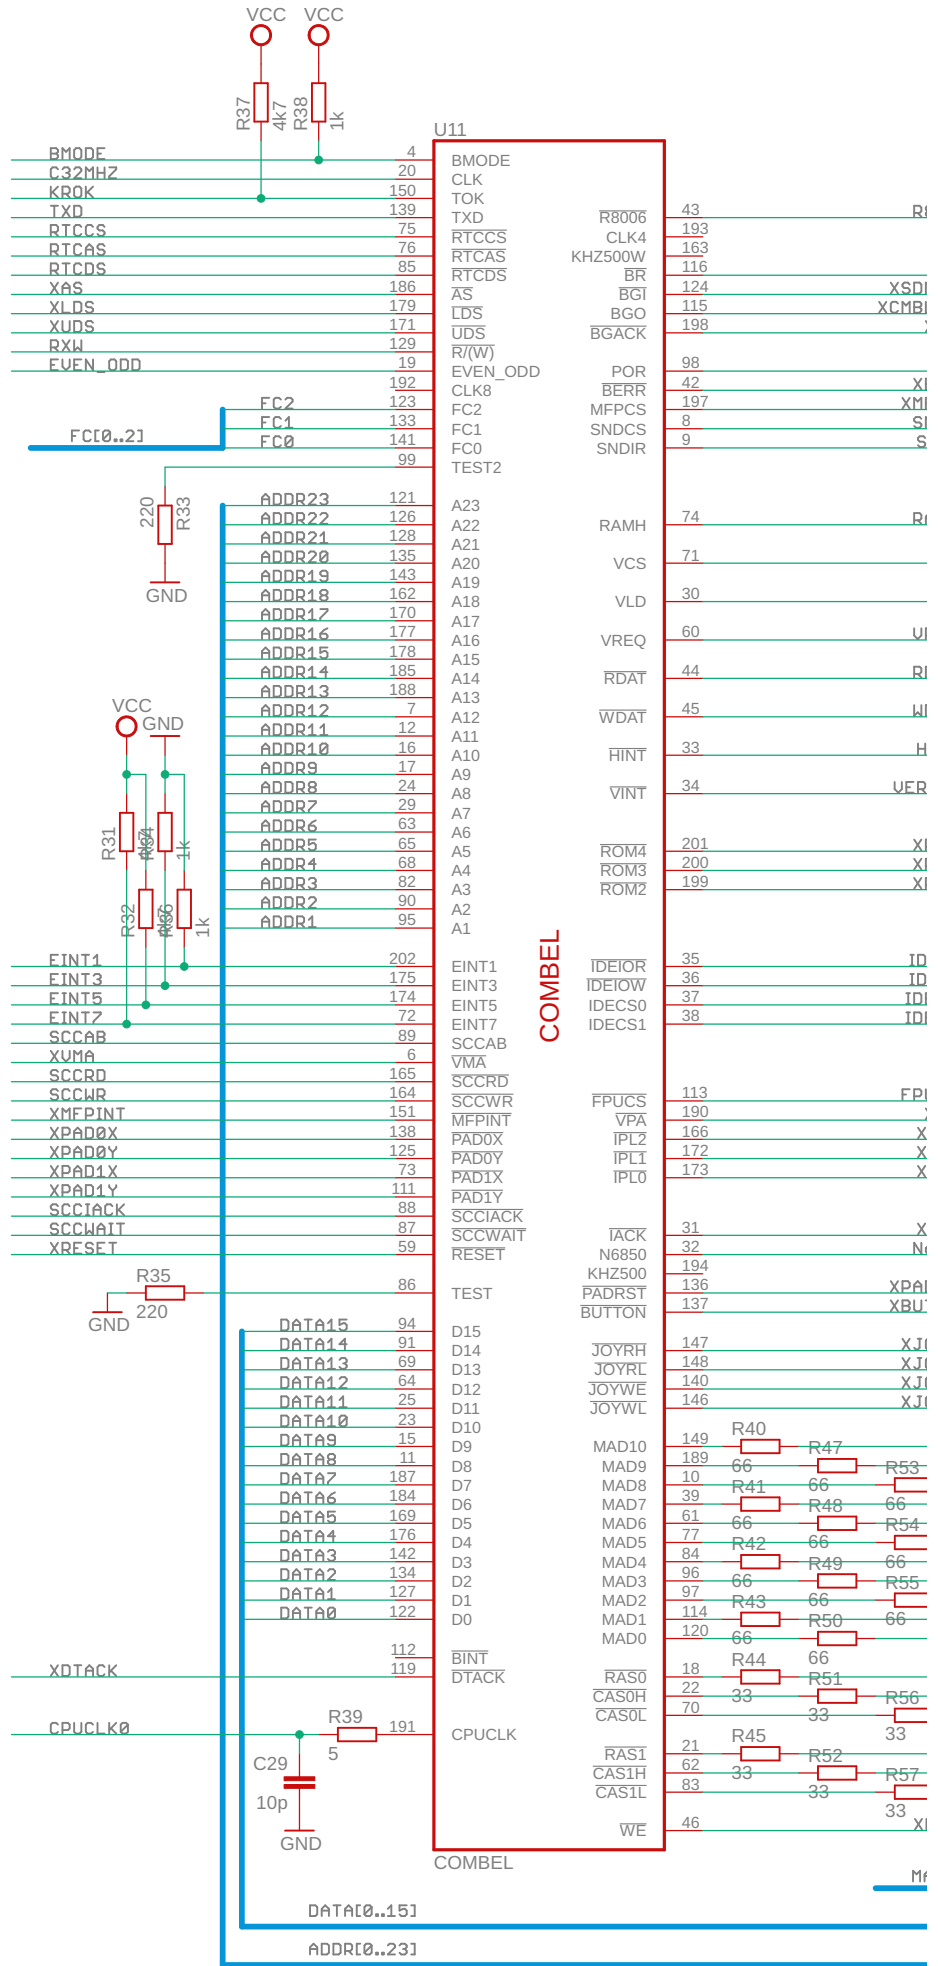 VCC VCC
R37 4k7 R38 1k
U11
BMODE 4 BMODE
C32MHZ 20 CLK
KROK 150 TOK
TXD 139 TXD R8006 43
RTCCS 75 RTCCS CLK4 193
RTCAS 76 RTCAS KHZ500W 163
RTCDS 85 RTCDS BR 116
XAS 186 AS BGI 124
XLDS 179 LDS BGO 115
XUDS 171 UDS BGACK 198
RXW 129 R/(W)
EVEN_ODD 19 EVEN_ODD POR 98
192 CLK8 BERR 42
FC2 123 FC2 MFPCS 197
FC[0..2] FC1 133 FC1 SNDCS 8
FC0 141 FC0 SNDIR 9
99 TEST2
220 R33
GND
ADDR23 121 A23
ADDR22 126 A22 RAMH 74
ADDR21 128 A21
ADDR20 135 A20 VCS 71
ADDR19 143 A19
ADDR18 162 A18 VLD 30
ADDR17 170 A17
ADDR16 177 A16 VREQ 60
ADDR15 178 A15
ADDR14 185 A14 RDAT 44
ADDR13 188 A13
ADDR12 7 A12 WDAT 45
ADDR11 12 A11
ADDR10 16 A10 HINT 33
ADDR9 17 A9
ADDR8 24 A8 VINT 34
ADDR7 29 A7
ADDR6 63 A6
ADDR5 65 A5 ROM4 201
ADDR4 68 A4 ROM3 200
ADDR3 82 A3 ROM2 199
ADDR2 90 A2
ADDR1 95 A1
VCC GND
R31 1k
R32 1k
COMBEL
EINT1 202 EINT1 IDEIOR 35
EINT3 175 EINT3 IDEIOW 36
EINT5 174 EINT5 IDECS0 37
EINT7 72 EINT7 IDECS1 38
SCCAB 89 SCCAB
XVMA 6 VMA
SCCRD 165 SCCRD
SCCWR 164 SCCWR FPUCS 113
XMFPINT 151 MFPINT VPA 190
XPAD0X 138 PAD0X IPL2 166
XPAD0Y 125 PAD0Y IPL1 172
XPAD1X 73 PAD1X IPL0 173
XPAD1Y 111 PAD1Y
SCCIACK 88 SCCIACK
SCCWAIT 87 SCCWAIT IACK 31
XRESET 59 RESET N6850 32
KHZ500 194
R35 220 GND 86 TEST PADRST 136
BUTTON 137
DATA15 94 D15
DATA14 91 D14 JOYRH 147
DATA13 69 D13 JOYRL 148
DATA12 64 D12 JOYWE 140
DATA11 25 D11 JOYWL 146
DATA10 23 D10
DATA9 15 D9 MAD10 149 R40 66
DATA8 11 D8 MAD9 189 R47 66
DATA7 187 D7 MAD8 10 R53 66
DATA6 184 D6 MAD7 39 R41 66
DATA5 169 D5 MAD6 61 R48 66
DATA4 176 D4 MAD5 77 R54 66
DATA3 142 D3 MAD4 84 R42 66
DATA2 134 D2 MAD3 96 R49 66
DATA1 127 D1 MAD2 97 R55 66
DATA0 122 D0 MAD1 114 R43 66
MAD0 120 R50 66
112 BINT
XDTACK 119 DTACK RAS0 18 R44 33
CAS0H 22 R51 33
CAS0L 70 R56 33
CPUCLK0 R39 5 191 CPUCLK
RAS1 21 R45 33
C29 10p CAS1H 62 R52 33
CAS1L 83 R57 33
GND WE 46
COMBEL
DATA[0..15]
ADDR[0..23]